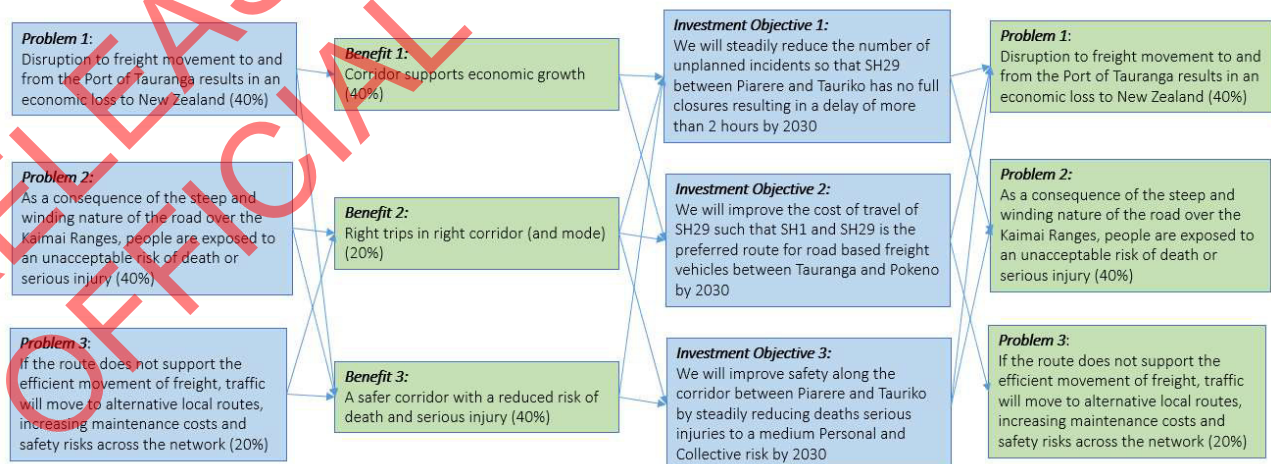 Problem 1:
Disruption to freight movement to and
from the Port of Tauranga results in an
economic loss to New Zealand (40%)
Problem 2:
As a consequence of the steep and
winding nature of the road over the
Kaimai Ranges, people are exposed to
an unacceptable risk of death or
serious injury (40%)
Problem 3:
If the route does not support the
efficient movement of freight, traffic
will move to alternative local routes,
increasing maintenance costs and
safety risks across the network (20%)
Benefit 1:
Corridor supports economic growth
(40%)
Benefit 2:
Right trips in right corridor (and mode)
(20%)
Benefit 3:
A safer corridor with a reduced risk of
death and serious injury (40%)
Investment Objective 1:
We will steadily reduce the number of
unplanned incidents so that SH29
between Piarere and Tauriko has no full
closures resulting in a delay of more
than 2 hours by 2030
Investment Objective 2:
We will improve the cost of travel of
SH29 such that SH1 and SH29 is the
preferred route for road based freight
vehicles between Tauranga and Pokeno
by 2030
Investment Objective 3:
We will improve safety along the
corridor between Piarere and Tauriko
by steadily reducing deaths serious
injuries to a medium Personal and
Collective risk by 2030
Problem 1:
Disruption to freight movement to and
from the Port of Tauranga results in an
economic loss to New Zealand (40%)
Problem 2:
As a consequence of the steep and
winding nature of the road over the
Kaimai Ranges, people are exposed to
an unacceptable risk of death or
serious injury (40%)
Problem 3:
If the route does not support the
efficient movement of freight, traffic
will move to alternative local routes,
increasing maintenance costs and
safety risks across the network (20%)
OFFICIAL